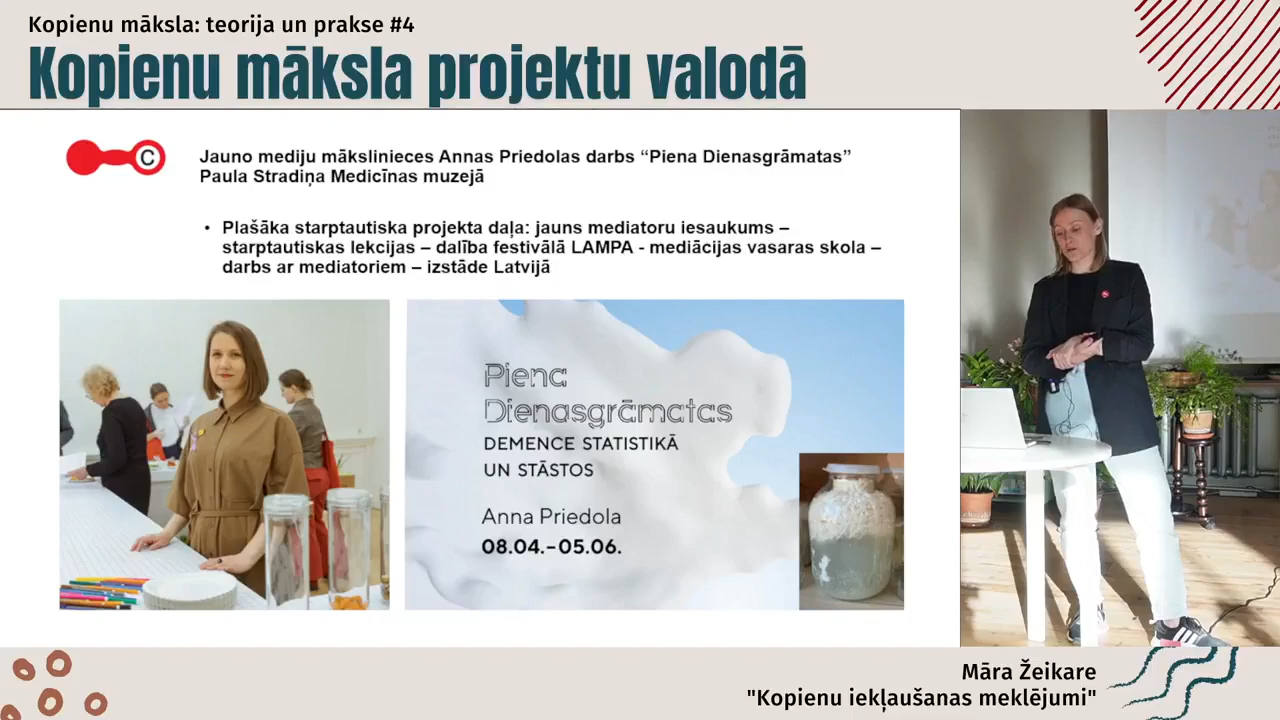 Kopienu māksla: teorija un prakse #4
Kopienu māksla projektu valodā
C
Jauno mediju mākslinieces Annas Priedolas darbs “Piena Dienasgrāmatas”
Paula Stradiņa Medicīnas muzejā
• Plašāka starptautiska projekta daļa: jauns mediatoru iesaukums –
starptautiskas lekcijas – dalība festivālā LAMPA - mediācijas vasaras skola –
darbs ar mediatoriem – izstāde Latvijā
Piena
Dienasgrāmatas
DEMENCE STATISTIKĀ
UN STĀSTOS
Anna Priedola
08.04.–05.06.
Māra Žeikare
"Kopienu iekļaušanas meklējumi"